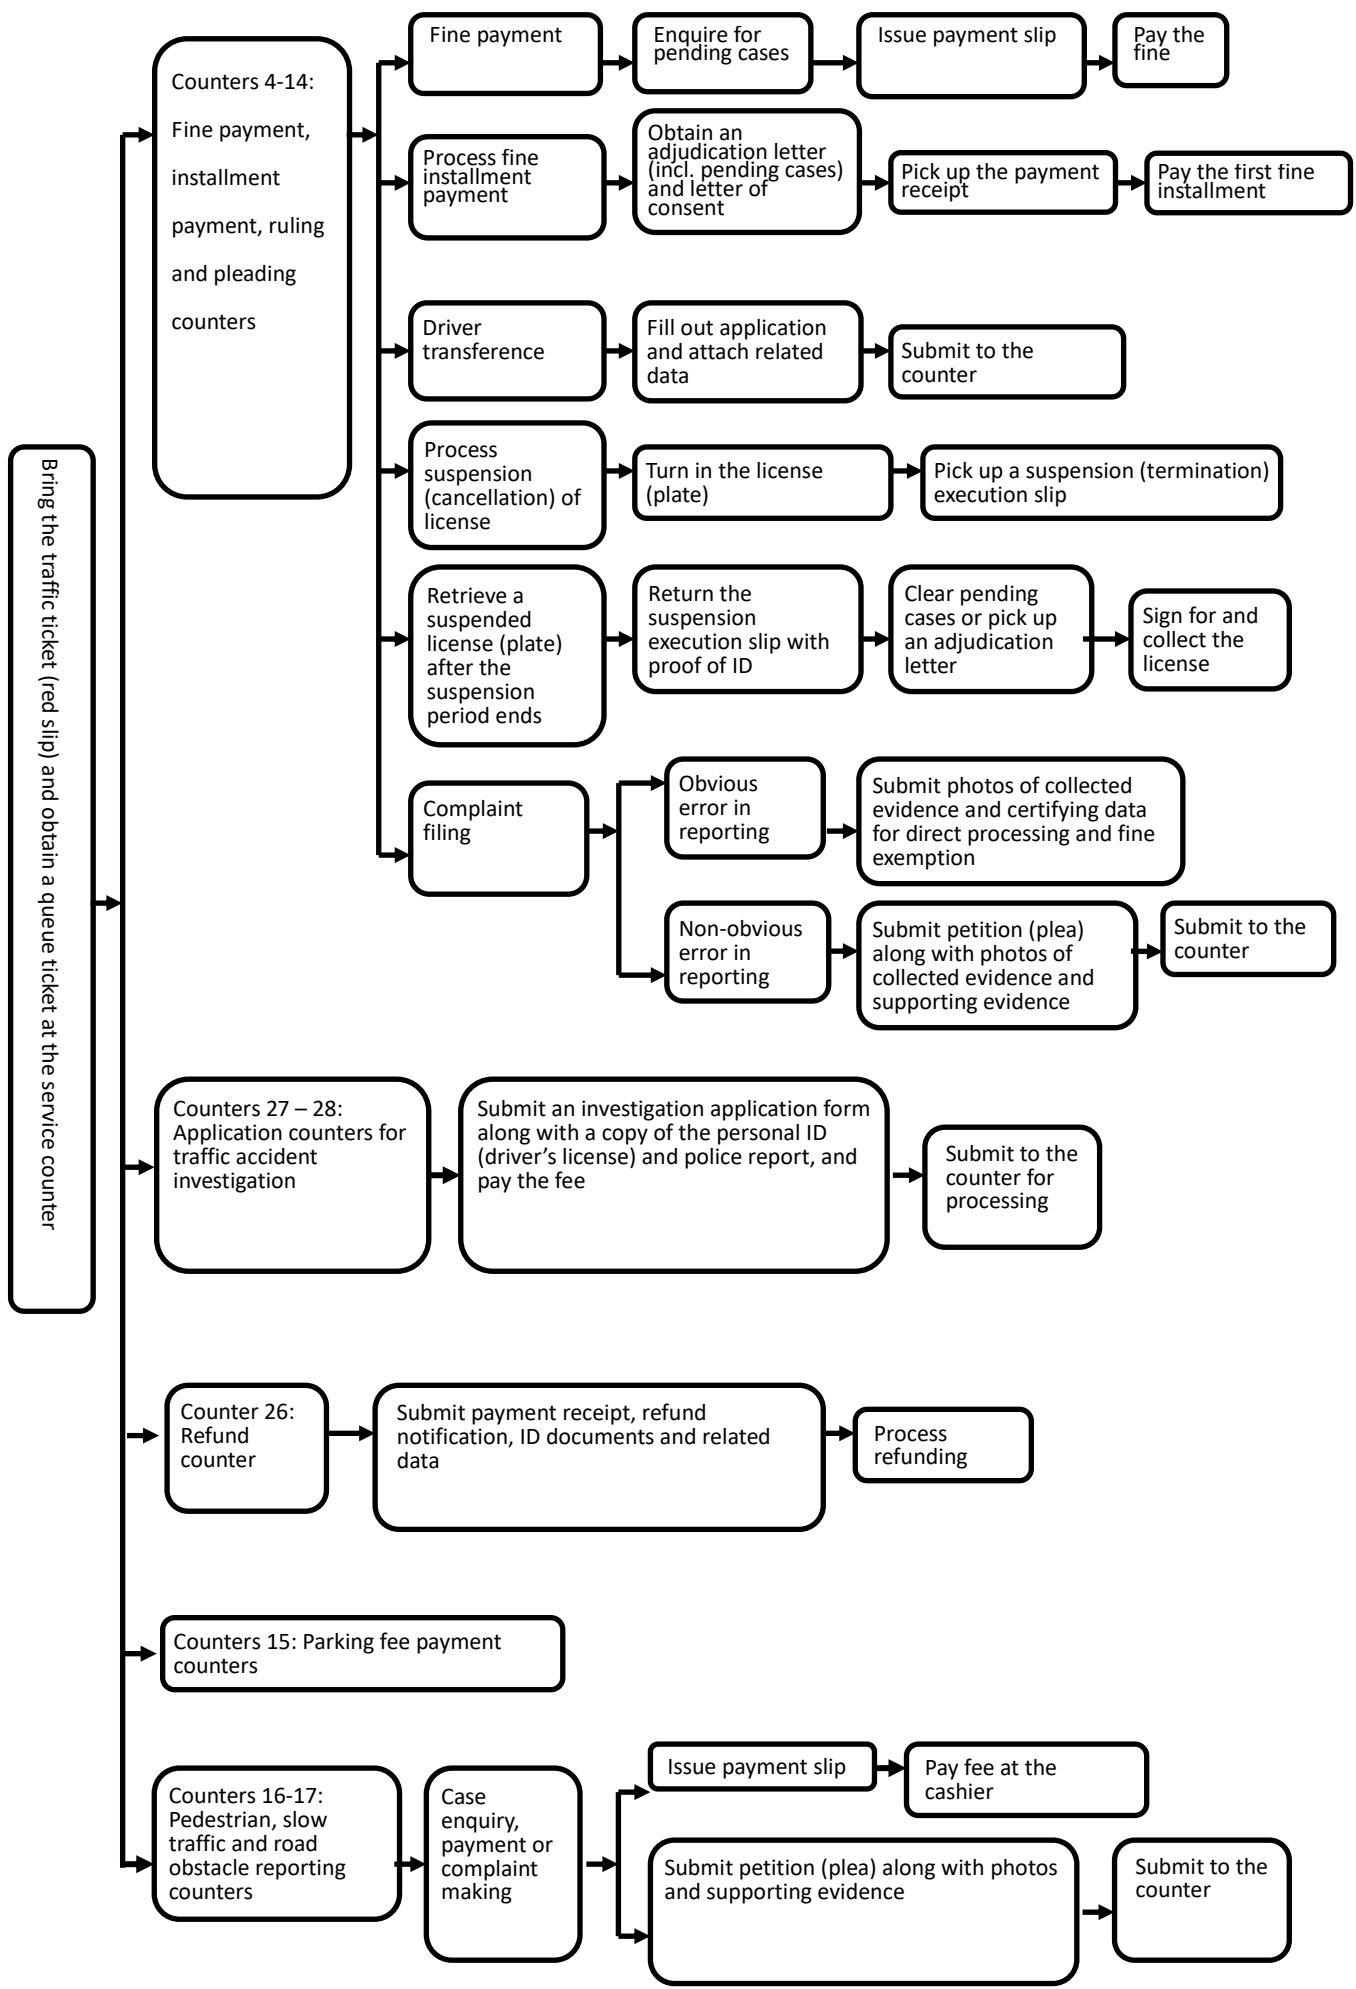 Bring the traffic ticket (red slip) and obtain a queue ticket at the service counter
Counters 4-14:
Fine payment,
installment
payment, ruling
and pleading
counters
Fine payment
Enquire for
pending cases
Issue payment slip
Pay the
fine
Process fine
installment
payment
Obtain an
adjudication letter
(incl. pending cases)
and letter of
consent
Pick up the payment
receipt
Pay the first fine
installment
Driver
transference
Fill out application
and attach related
data
Submit to the
counter
Process
suspension
(cancellation) of
license
Turn in the license
(plate)
Pick up a suspension (termination)
execution slip
Retrieve a
suspended
license (plate)
after the
suspension
period ends
Return the
suspension
execution slip with
proof of ID
Clear pending
cases or pick up
an adjudication
letter
Sign for and
collect the
license
Complaint
filing
Obvious
error in
reporting
Submit photos of collected
evidence and certifying data
for direct processing and fine
exemption
Non-obvious
error in
reporting
Submit petition (plea)
along with photos of
collected evidence and
supporting evidence
Submit to the
counter
Counters 27 – 28:
Application counters for
traffic accident
investigation
Submit an investigation application form
along with a copy of the personal ID
(driver’s license) and police report, and
pay the fee
Submit to the
counter for
processing
Counter 26:
Refund
counter
Submit payment receipt, refund
notification, ID documents and related
data
Process
refunding
Counters 15: Parking fee payment
counters
Counters 16-17:
Pedestrian, slow
traffic and road
obstacle reporting
counters
Case
enquiry,
payment or
complaint
making
Issue payment slip
Pay fee at the
cashier
Submit petition (plea) along with photos
and supporting evidence
Submit to the
counter